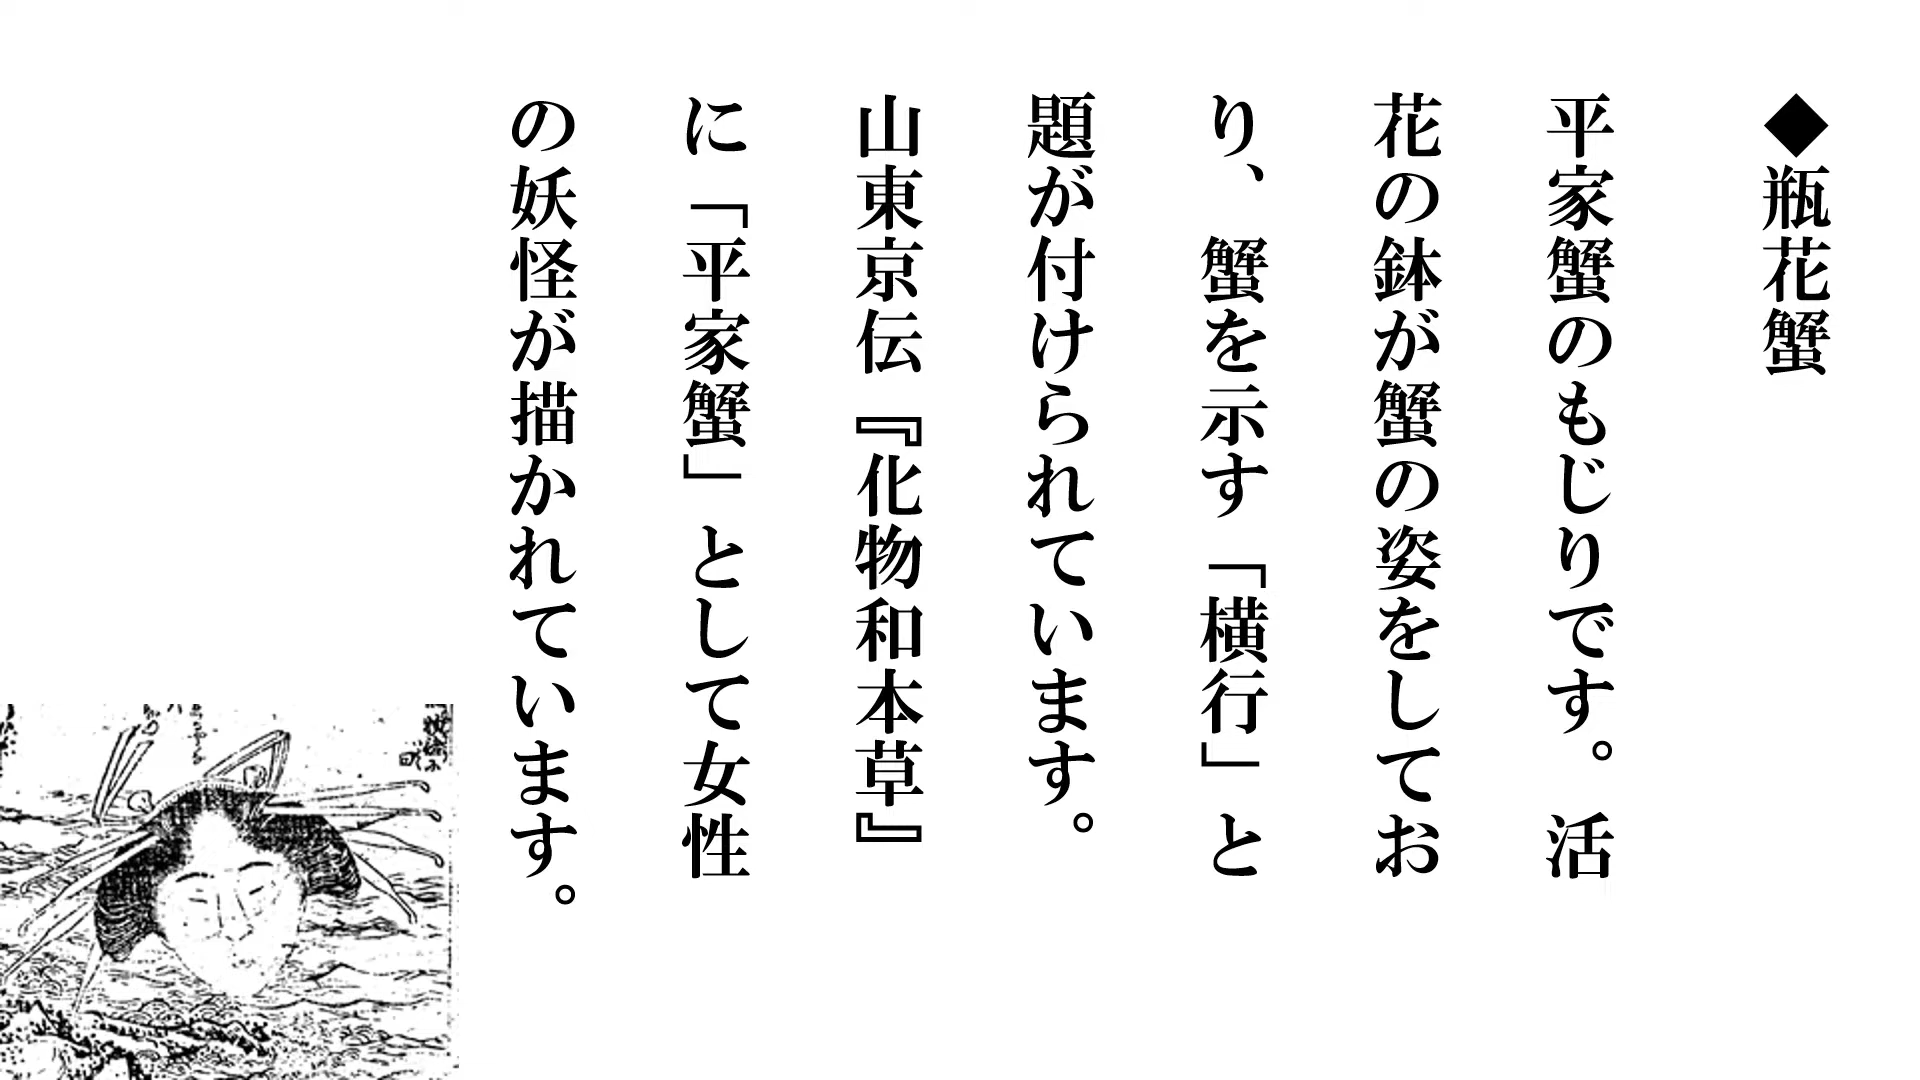 ◆瓶花蟹
平家蟹のもじりです。活
花の鉢が蟹の姿をしてお
り、蟹を示す「横行」と
題が付けられています。
山東京伝『化物和本草』
に「平家蟹」として女性
の妖怪が描かれています。